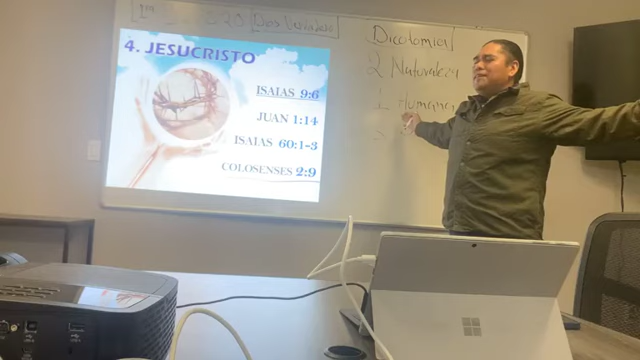 Dicotomia
4. JESUCRISTO
2 Naturaleza
ISAIAS 9:6
1 Humana
JUAN 1:14
ISAIAS 60:1-3
COLOSENSES 2:9